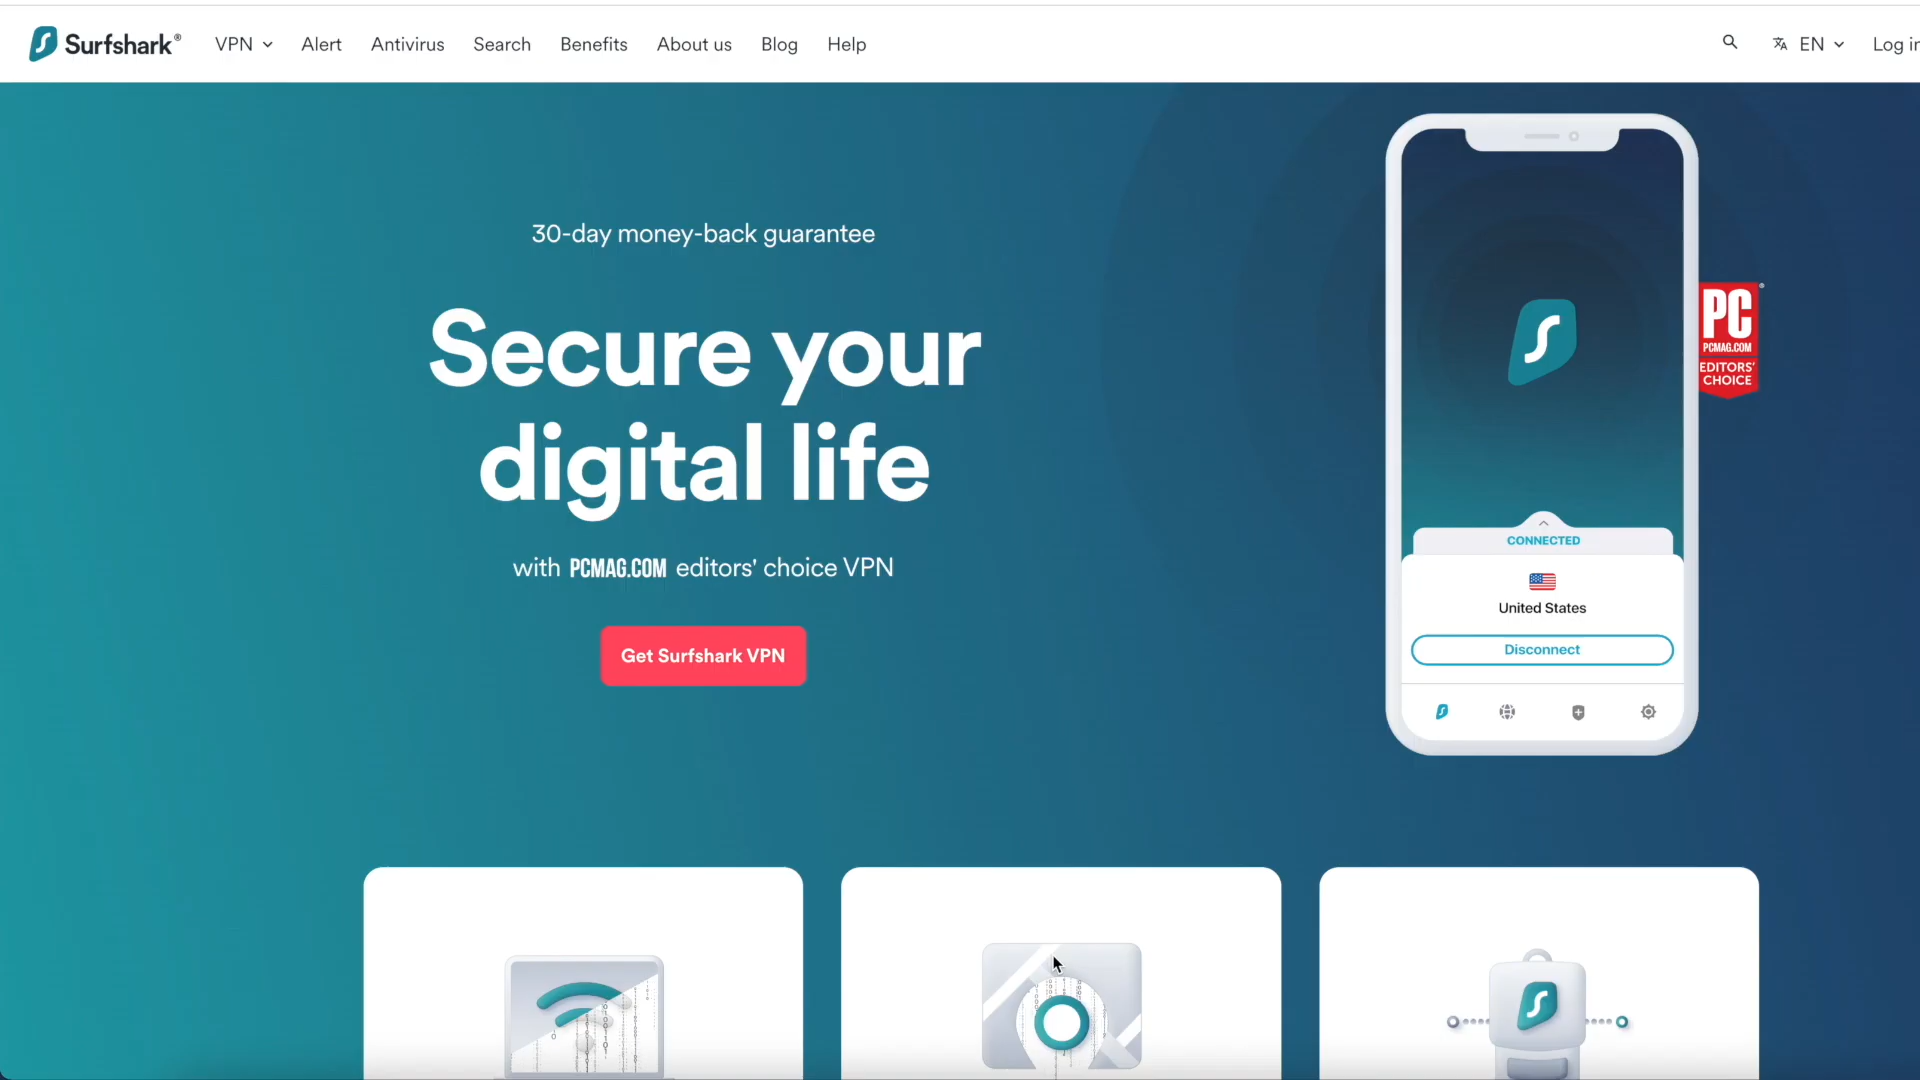 Surfshark® VPN Alert Antivirus Search Benefits About us Blog Help EN Log in
30-day money-back guarantee
Secure your
digital life
with PCMAG.COM editors' choice VPN
Get Surfshark VPN
PC®
PCMAG.COM
EDITORS'
CHOICE
CONNECTED
United States
Disconnect